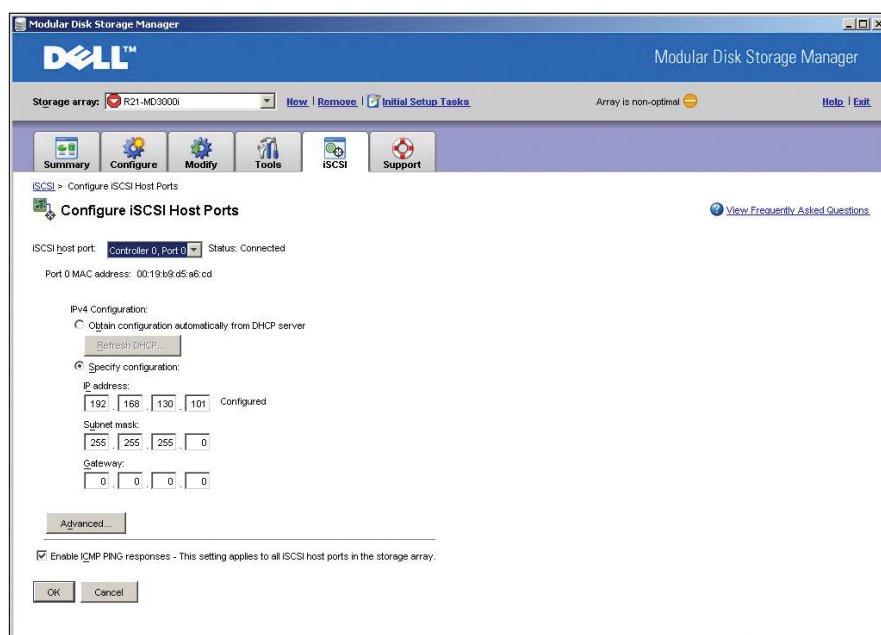 Modular Disk Storage Manager
DELL™
Modular Disk Storage Manager
Storage array: R21-MD3000i New | Remove | Initial Setup Tasks Array is non-optimal Help | Exit
Summary Configure Modify Tools iSCSI Support
iSCSI > Configure iSCSI Host Ports
Configure iSCSI Host Ports
View Frequently Asked Questions
iSCSI host port: Controller 0, Port 0 Status: Connected
Port 0 MAC address: 00:19:b9:d5:a6:cd
IPv4 Configuration:
Obtain configuration automatically from DHCP server
Refresh DHCP...
Specify configuration:
IP address:
192 . 168 . 130 . 101 Configured
Subnet mask:
255 . 255 . 255 . 0
Gateway:
0 . 0 . 0 . 0
Advanced...
Enable ICMP PING responses - This setting applies to all iSCSI host ports in the storage array.
OK Cancel